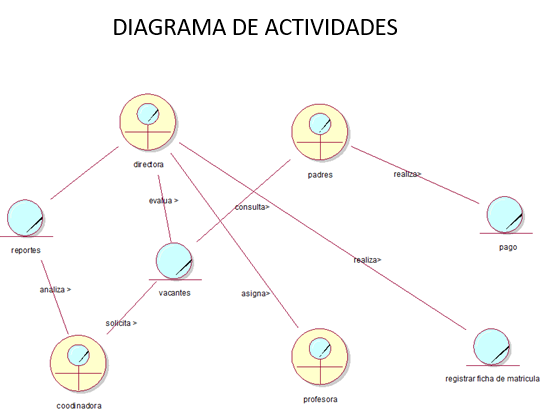 DIAGRAMA DE ACTIVIDADES
directora
padres
realiza>
evalua >
consulta>
reportes
pago
realiza>
analiza >
vacantes
asigna>
solicita >
registrar ficha de matricula
coodinadora
profesora